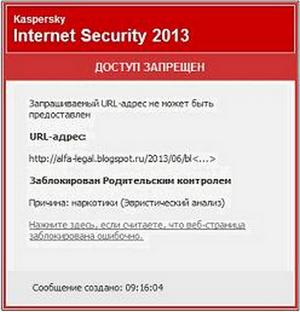 Kaspersky
Internet Security 2013
ДОСТУП ЗАПРЕЩЕН
Запрашиваемый URL-адрес не может быть
предоставлен
URL-адрес:
http://alfa-legal.blogspot.ru/2013/06/bl<...>
Заблокирован Родительским контролем
Причина: наркотики (Эвристический анализ)
Нажмите здесь, если считаете, что веб-страница
заблокирована ошибочно.
Сообщение создано: 09:16:04